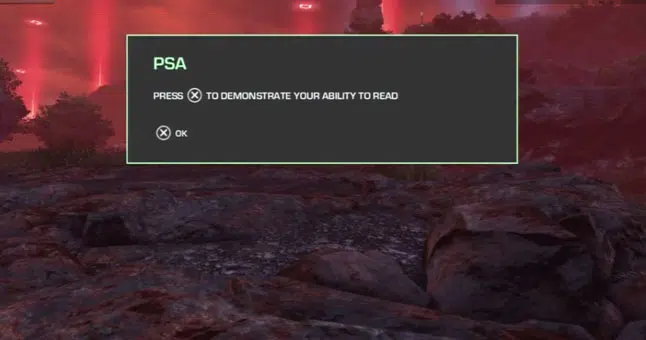 PSA
PRESS ⓧ TO DEMONSTRATE YOUR ABILITY TO READ
ⓧ OK